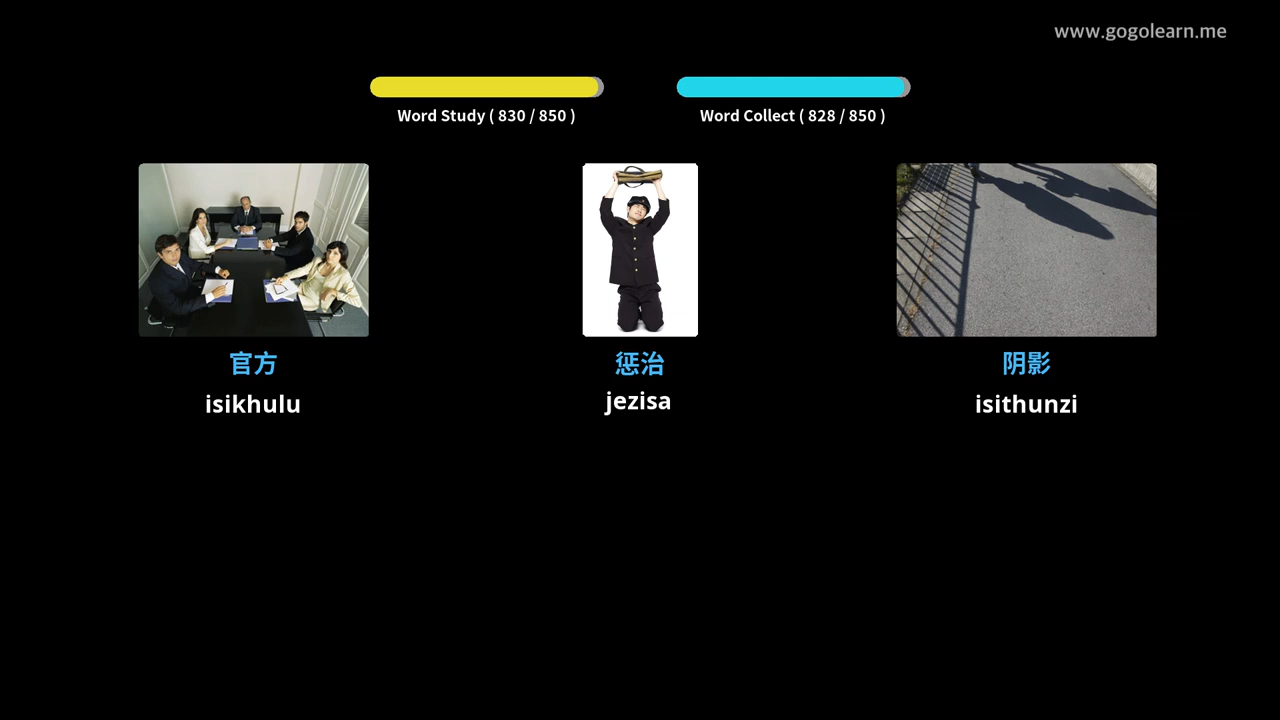 www.gogolearn.me
Word Study ( 830 / 850 )
Word Collect ( 828 / 850 )
官方
惩治
阴影
isikhulu
jezisa
isithunzi